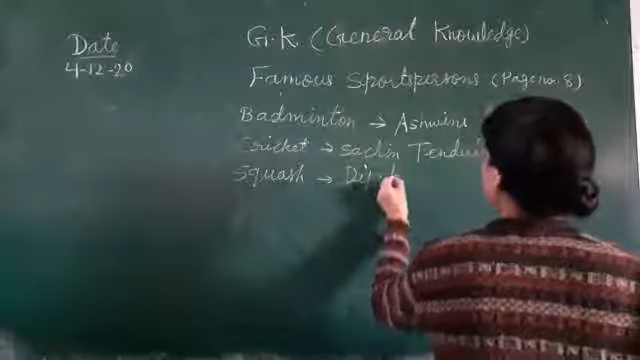 Date
4-12-20
G.K. (General Knowledge)
Famous Sportspersons (Page no. 8)
Badminton → Ashwini
Cricket → Sachin
Squash →